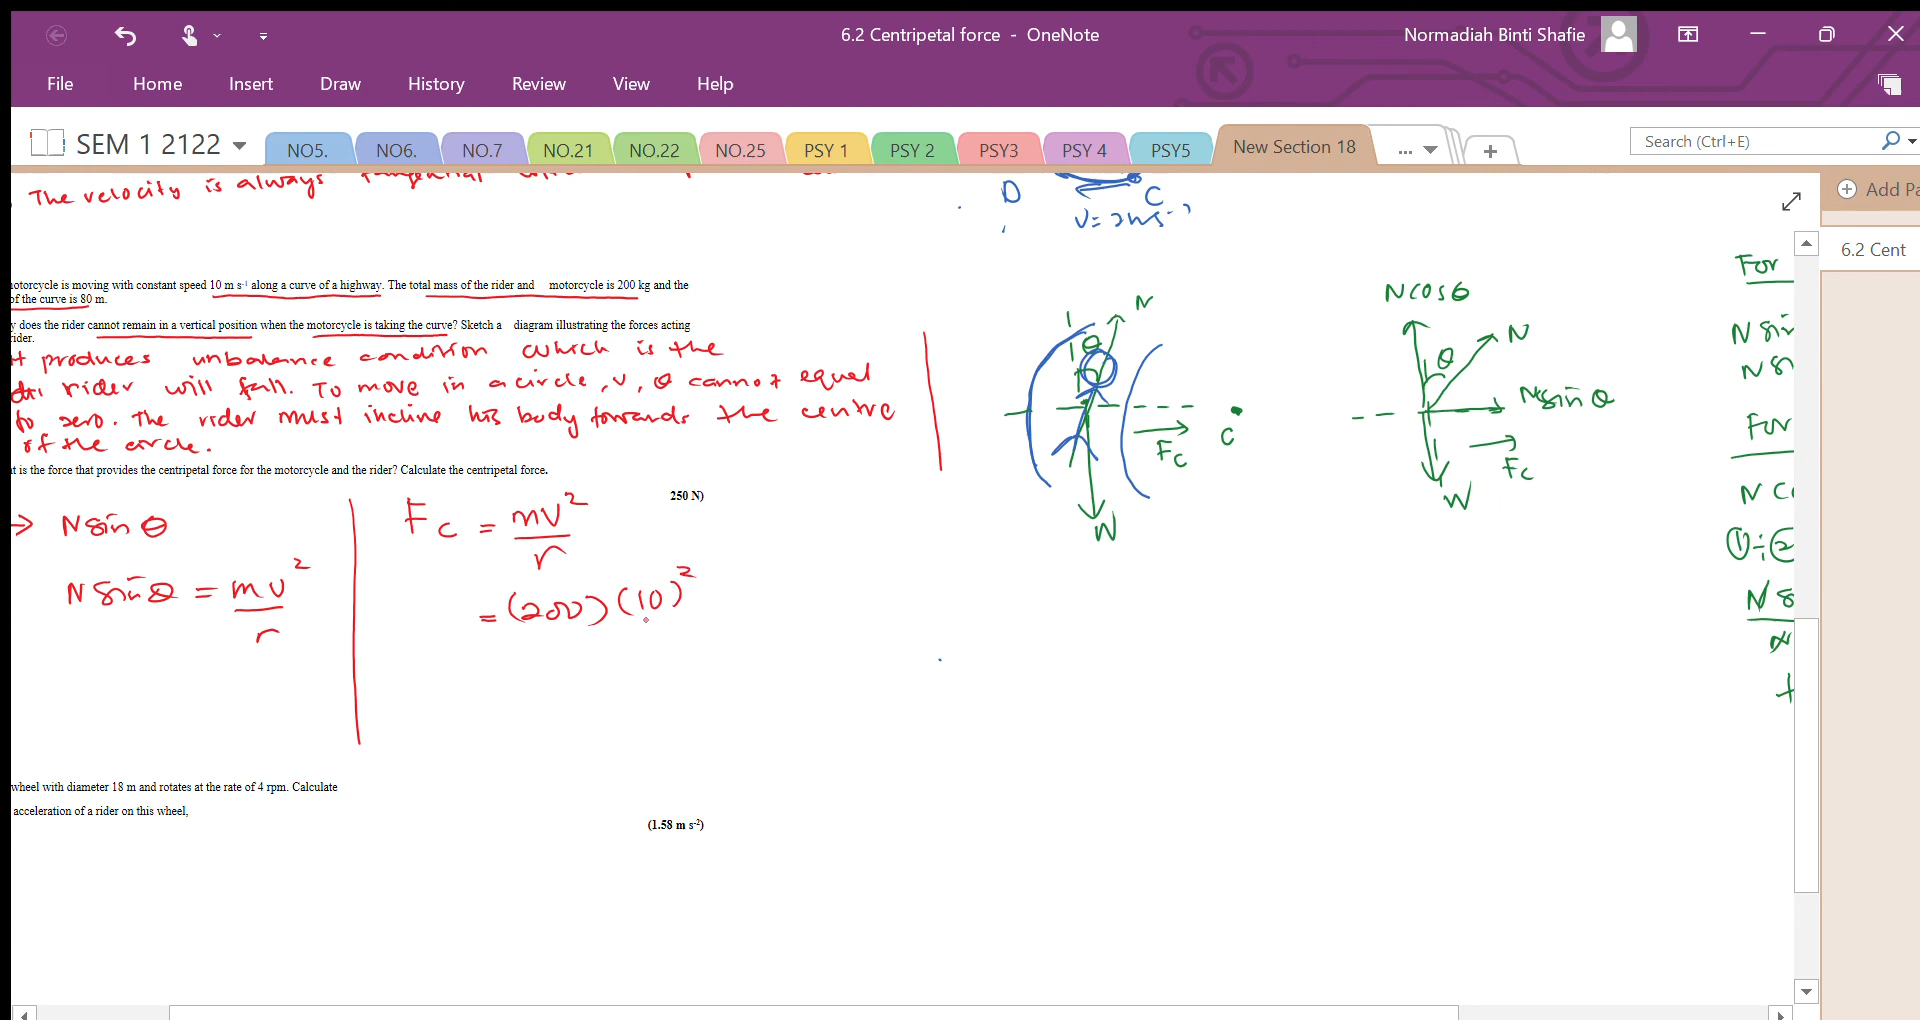 6.2 Centripetal force - OneNote
Normadiah Binti Shafie
File Home Insert Draw History Review View Help
SEM 1 2122
NO5. NO6. NO.7 NO.21 NO.22 NO.25 PSY 1 PSY 2 PSY3 PSY 4 PSY5 New Section 18 ... +
Search (Ctrl+E)
Add Pa
6.2 Cent
The velocity is always
D C
V = 2ms⁻¹
otorcycle is moving with constant speed 10 m s⁻¹ along a curve of a highway. The total mass of the rider and motorcycle is 200 kg and the
of the curve is 80 m.
y does the rider cannot remain in a vertical position when the motorcycle is taking the curve? Sketch a diagram illustrating the forces acting
ider.
It produces unbalance condition which is the
rider will fall. To move in a circle, v, θ cannot equal
to zero. The rider must incline his body towards the centre
of the circle.
t is the force that provides the centripetal force for the motorcycle and the rider? Calculate the centripetal force.
250 N)
→ N sin θ
N sin θ = mv²
r
Fc = mv²
r
= (200)(10)²
N
θ
Fc
C
W
N cos θ
N
θ
N sin θ
Fc
W
For
N sin
N s
For
N c
① ÷ ②
N s
wheel with diameter 18 m and rotates at the rate of 4 rpm. Calculate
acceleration of a rider on this wheel,
(1.58 m s⁻²)